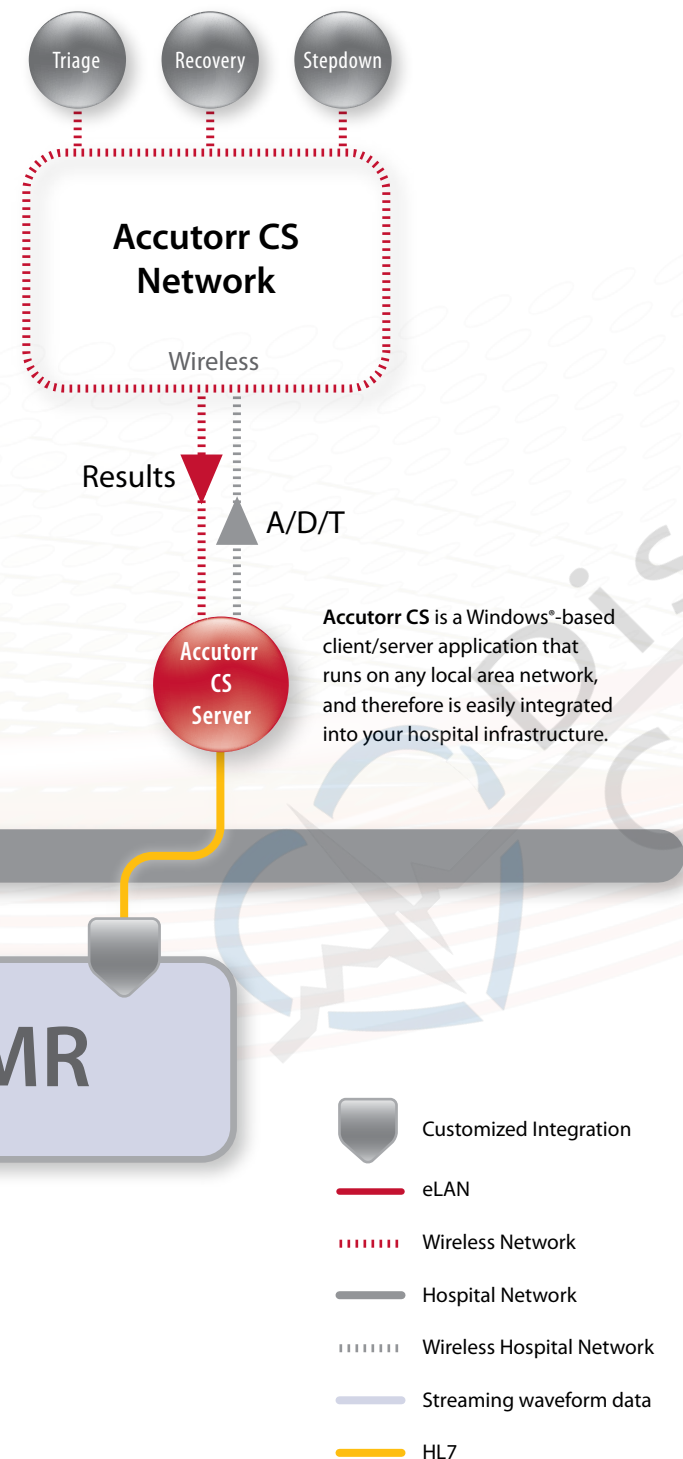 Triage
Recovery
Stepdown
Accutorr CS
Network
Wireless
Results
A/D/T
Accutorr
CS
Server
Accutorr CS is a Windows®-based
client/server application that
runs on any local area network,
and therefore is easily integrated
into your hospital infrastructure.
MR
Customized Integration
eLAN
Wireless Network
Hospital Network
Wireless Hospital Network
Streaming waveform data
HL7